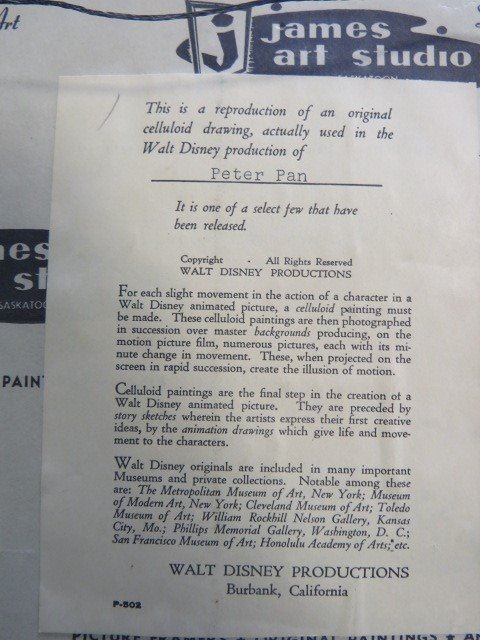 Art
james
art studio
SASKATOON
This is a reproduction of an original
celluloid drawing, actually used in the
Walt Disney production of
Peter Pan
It is one of a select few that have
been released.
Copyright - All Rights Reserved
WALT DISNEY PRODUCTIONS
For each slight movement in the action of a character in a
Walt Disney animated picture, a celluloid painting must
be made. These celluloid paintings are then photographed
in succession over master backgrounds producing, on the
motion picture film, numerous pictures, each with its mi-
nute change in movement. These, when projected on the
screen in rapid succession, create the illusion of motion.
Celluloid paintings are the final step in the creation of a
Walt Disney animated picture. They are preceded by
story sketches wherein the artists express their first creative
ideas, by the animation drawings which give life and move-
ment to the characters.
Walt Disney originals are included in many important
Museums and private collections. Notable among these
are: The Metropolitan Museum of Art, New York; Museum
of Modern Art, New York; Cleveland Museum of Art; Toledo
Museum of Art; William Rockhill Nelson Gallery, Kansas
City, Mo.; Phillips Memorial Gallery, Washington, D. C.;
San Francisco Museum of Art; Honolulu Academy of Arts; etc.
WALT DISNEY PRODUCTIONS
Burbank, California
P-302
mes
st
SASKATOO
PAIN
PICTURE FRAMERS ★ ORIGINAL PAINTINGS ★ A